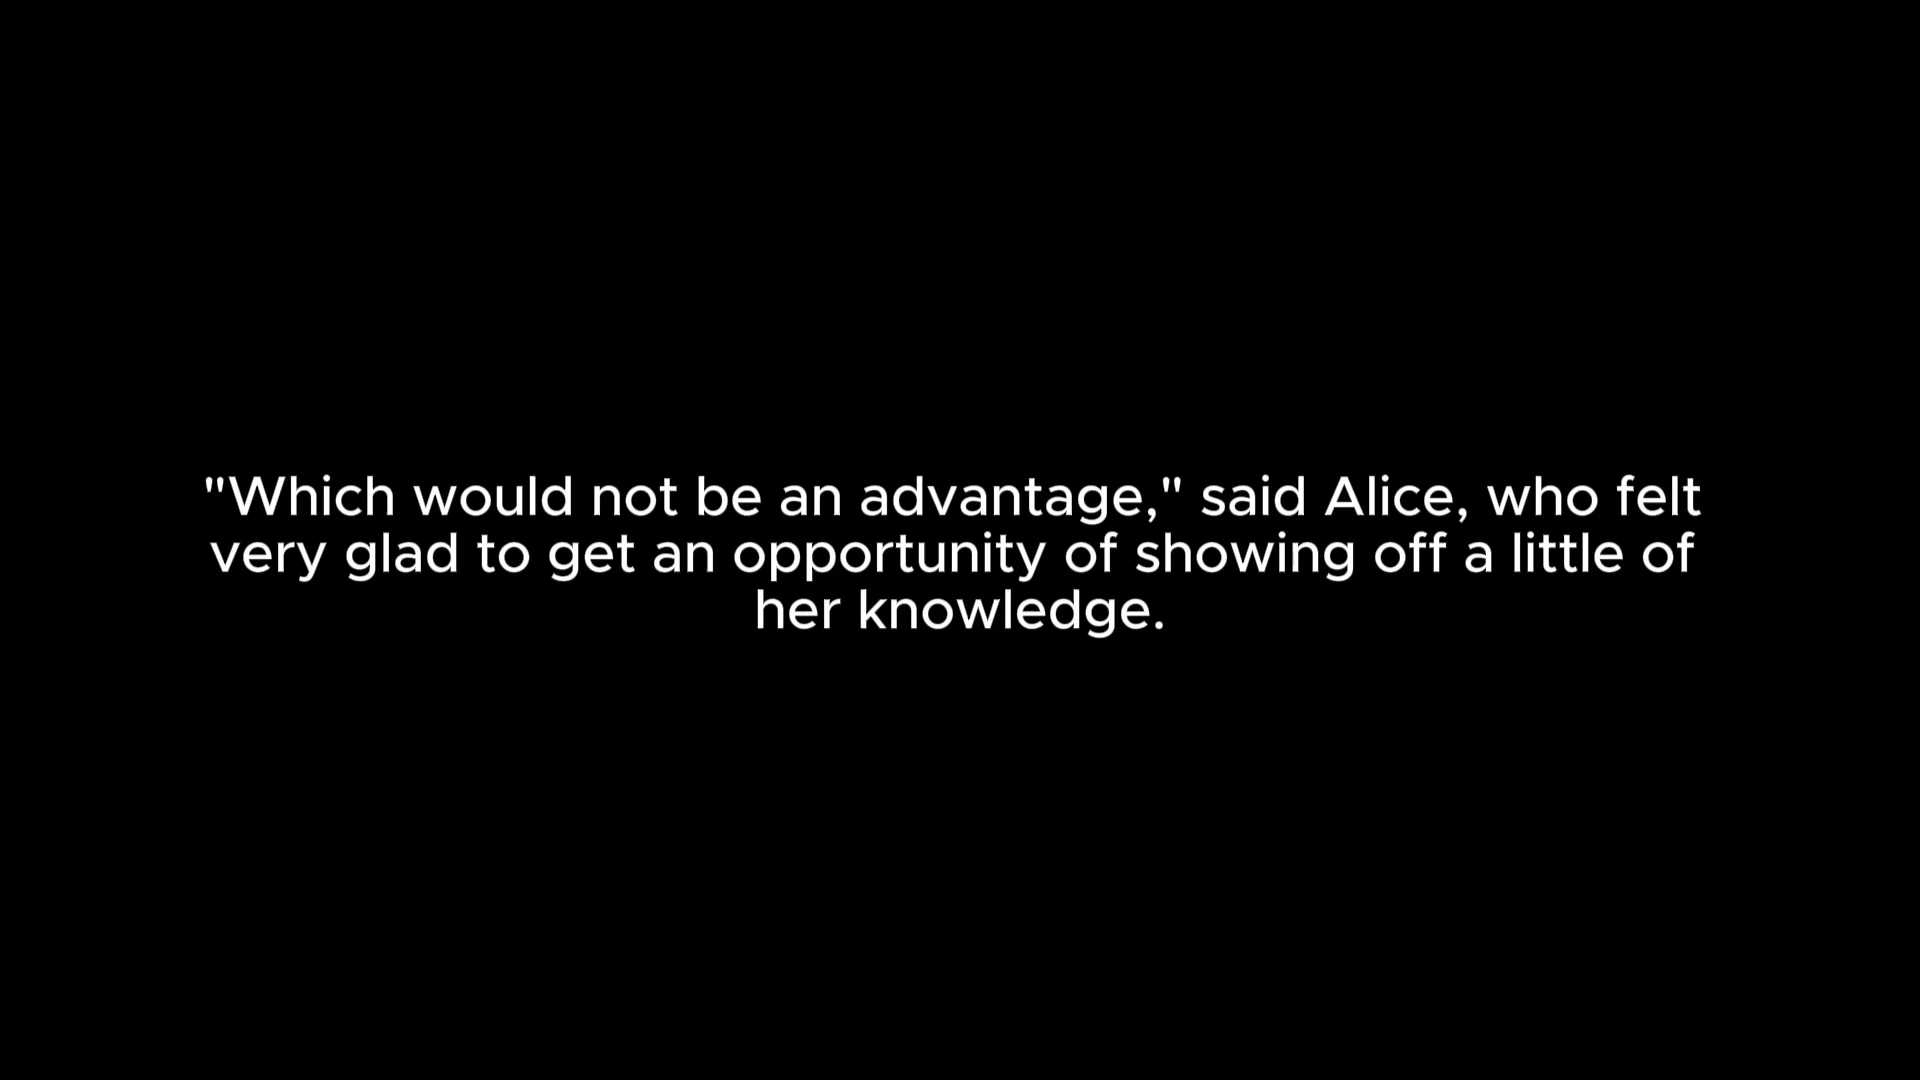 "Which would not be an advantage," said Alice, who felt
very glad to get an opportunity of showing off a little of
her knowledge.